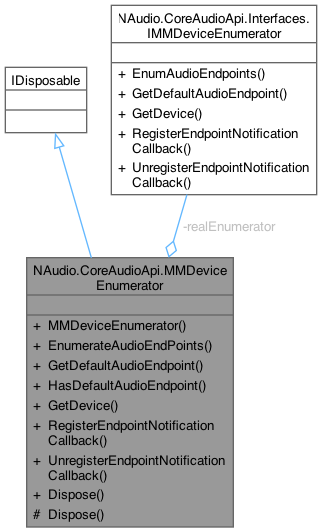 NAudio.CoreAudioApi.Interfaces.
IMMDeviceEnumerator
+ EnumAudioEndpoints()
+ GetDefaultAudioEndpoint()
+ GetDevice()
+ RegisterEndpointNotification
Callback()
+ UnregisterEndpointNotification
Callback()
IDisposable
-realEnumerator
NAudio.CoreAudioApi.MMDevice
Enumerator
+ MMDeviceEnumerator()
+ EnumerateAudioEndPoints()
+ GetDefaultAudioEndpoint()
+ HasDefaultAudioEndpoint()
+ GetDevice()
+ RegisterEndpointNotification
Callback()
+ UnregisterEndpointNotification
Callback()
+ Dispose()
# Dispose()